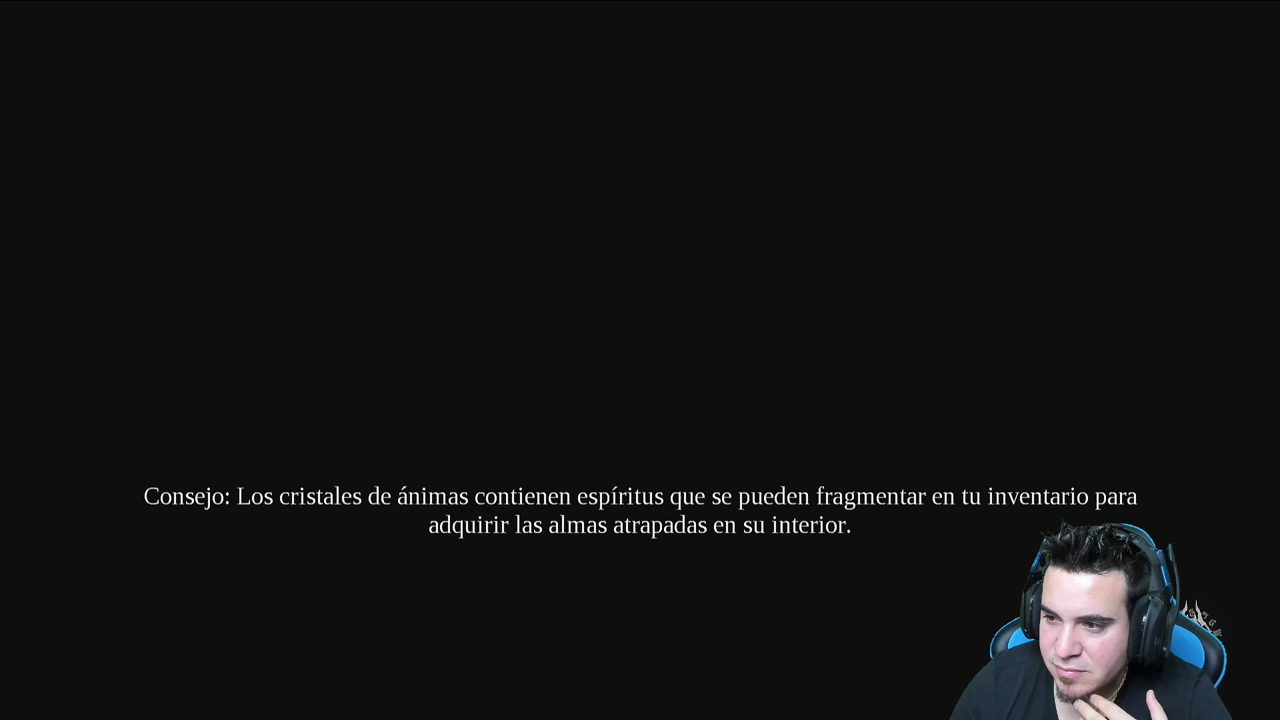 Consejo: Los cristales de ánimas contienen espíritus que se pueden fragmentar en tu inventario para
adquirir las almas atrapadas en su interior.